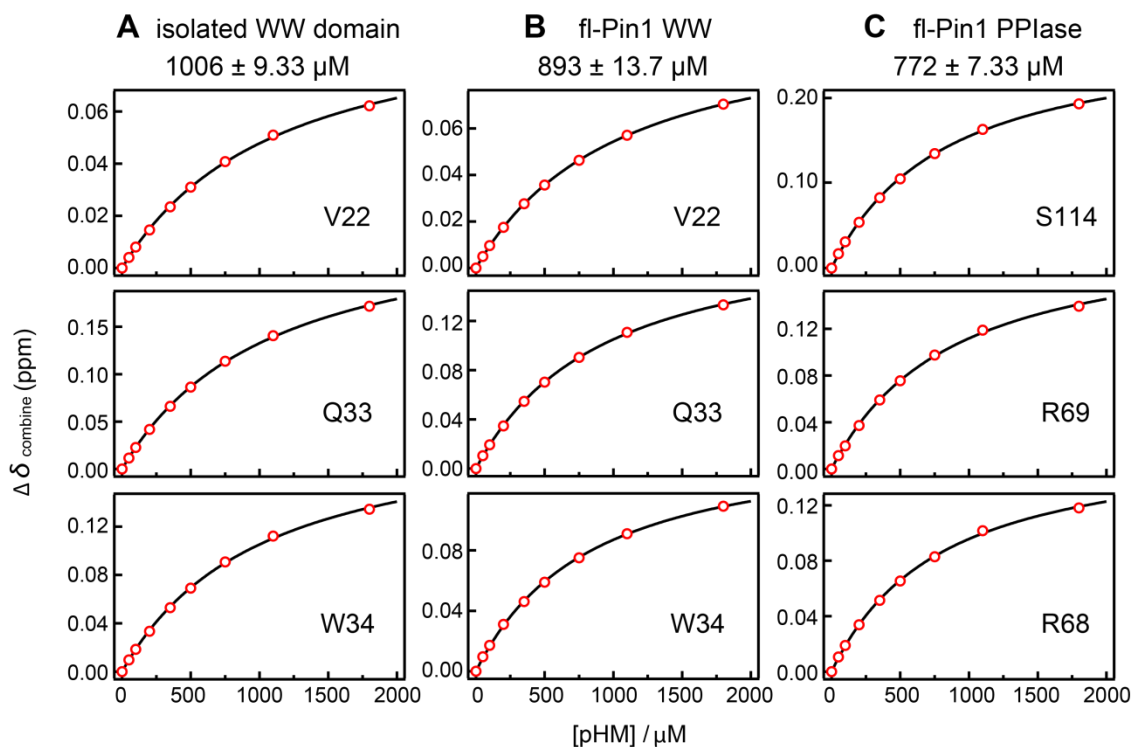 A isolated WW domain
1006 ± 9.33 µM
B fl-Pin1 WW
893 ± 13.7 µM
C fl-Pin1 PPIase
772 ± 7.33 µM
Δ δ combine (ppm)
0.06
0.04
0.02
0.00
V22
0.06
0.04
0.02
0.00
V22
0.20
0.10
0.00
S114
0.15
0.10
0.05
0.00
Q33
0.12
0.08
0.04
0.00
Q33
0.12
0.08
0.04
0.00
R69
0.12
0.08
0.04
0.00
W34
0.08
0.04
0.00
W34
0.12
0.08
0.04
0.00
R68
0 500 1000 1500 2000
0 500 1000 1500 2000
0 500 1000 1500 2000
[pHM] / µM